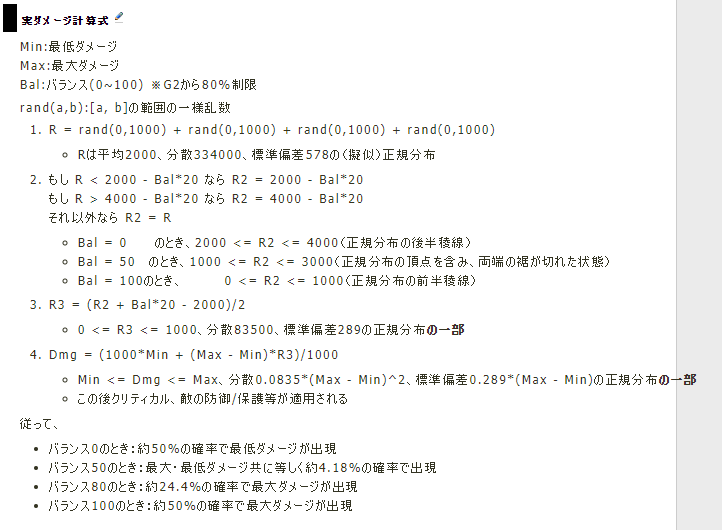 実ダメージ計算式
Min:最低ダメージ
Max:最大ダメージ
Bal:バランス(0~100) ※G2から80%制限
rand(a,b):[a, b]の範囲の一様乱数
1. R = rand(0,1000) + rand(0,1000) + rand(0,1000) + rand(0,1000)
Rは平均2000、分散334000、標準偏差578の（擬似）正規分布
2. もし R < 2000 - Bal*20 なら R2 = 2000 - Bal*20
もし R > 4000 - Bal*20 なら R2 = 4000 - Bal*20
それ以外なら R2 = R
Bal = 0 のとき、2000 <= R2 <= 4000（正規分布の後半稜線）
Bal = 50 のとき、1000 <= R2 <= 3000（正規分布の頂点を含み、両端の裾が切れた状態）
Bal = 100のとき、 0 <= R2 <= 1000（正規分布の前半稜線）
3. R3 = (R2 + Bal*20 - 2000)/2
0 <= R3 <= 1000、分散83500、標準偏差289の正規分布の一部
4. Dmg = (1000*Min + (Max - Min)*R3)/1000
Min <= Dmg <= Max、分散0.0835*(Max - Min)^2、標準偏差0.289*(Max - Min)の正規分布の一部
この後クリティカル、敵の防御/保護等が適用される
従って、
バランス0のとき：約50%の確率で最低ダメージが出現
バランス50のとき：最大・最低ダメージ共に等しく約4.18%の確率で出現
バランス80のとき：約24.4%の確率で最大ダメージが出現
バランス100のとき：約50%の確率で最大ダメージが出現